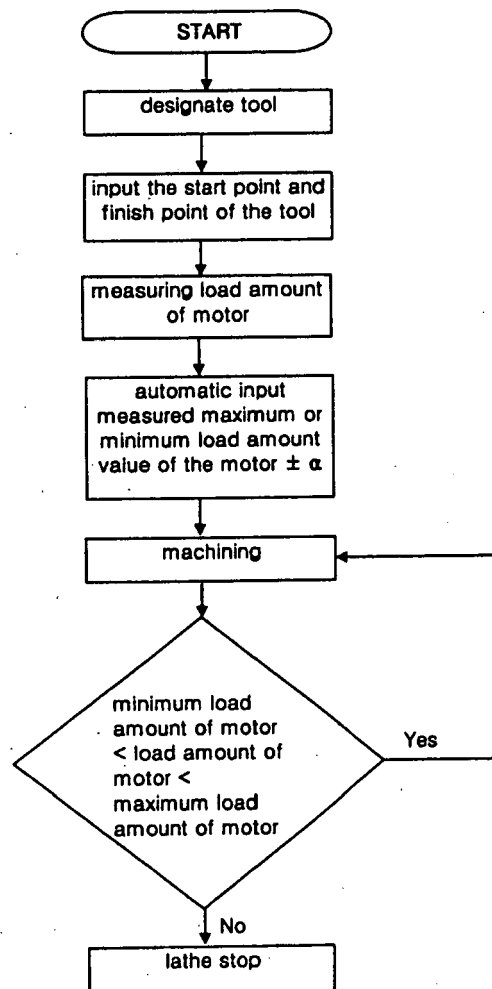 START
designate tool
input the start point and
finish point of the tool
measuring load amount
of motor
automatic input
measured maximum or
minimum load amount
value of the motor ± α
machining
minimum load
amount of motor
< load amount of
motor <
maximum load
amount of motor
Yes
No
lathe stop